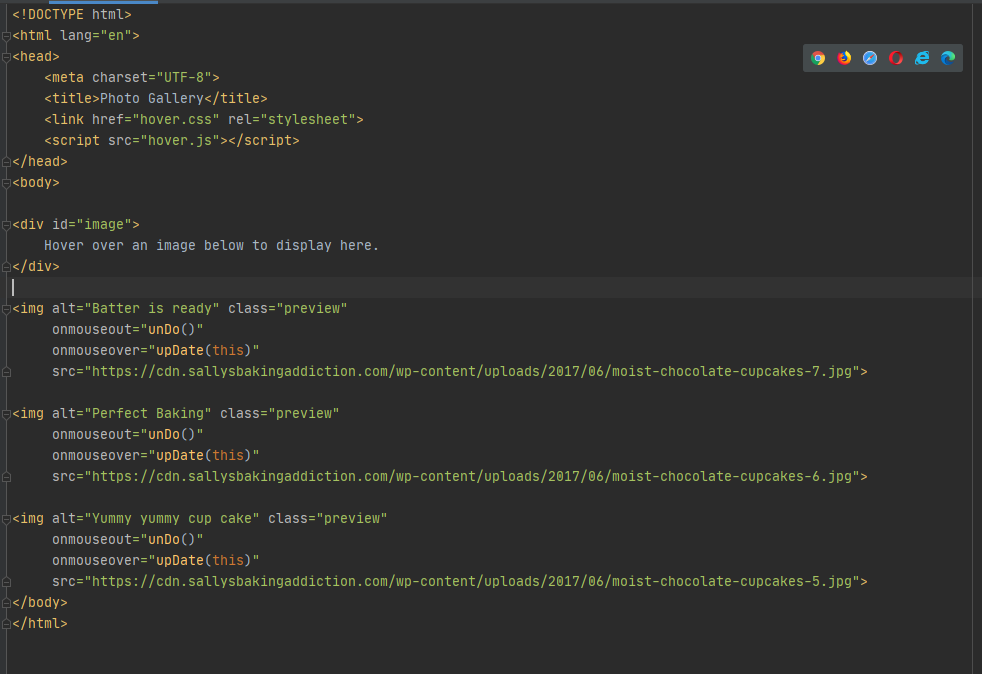 <!DOCTYPE html>
<html lang="en">
<head>
    <meta charset="UTF-8">
    <title>Photo Gallery</title>
    <link href="hover.css" rel="stylesheet">
    <script src="hover.js"></script>
</head>
<body>

<div id="image">
    Hover over an image below to display here.
</div>

<img alt="Batter is ready" class="preview"
     onmouseout="unDo()"
     onmouseover="upDate(this)"
     src="https://cdn.sallysbakingaddiction.com/wp-content/uploads/2017/06/moist-chocolate-cupcakes-7.jpg">

<img alt="Perfect Baking" class="preview"
     onmouseout="unDo()"
     onmouseover="upDate(this)"
     src="https://cdn.sallysbakingaddiction.com/wp-content/uploads/2017/06/moist-chocolate-cupcakes-6.jpg">

<img alt="Yummy yummy cup cake" class="preview"
     onmouseout="unDo()"
     onmouseover="upDate(this)"
     src="https://cdn.sallysbakingaddiction.com/wp-content/uploads/2017/06/moist-chocolate-cupcakes-5.jpg">
</body>
</html>